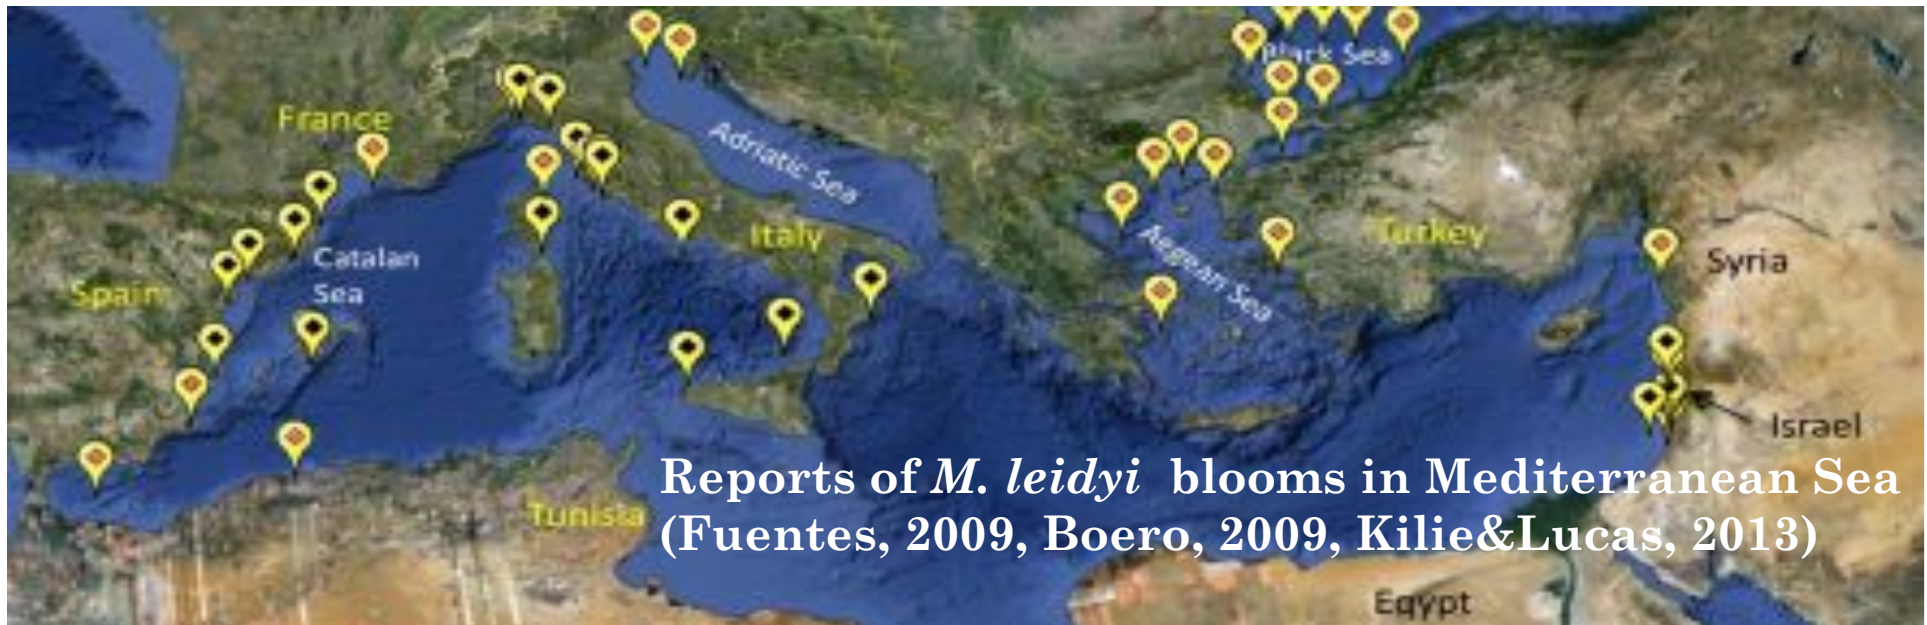 Black Sea
France
Adriatic Sea
Italy
Turkey
Catalan
Sea
Aegean Sea
Syria
Spain
Israel
Reports of M. leidyi blooms in Mediterranean Sea
Tunisia
(Fuentes, 2009, Boero, 2009, Kilie&Lucas, 2013)
Egypt